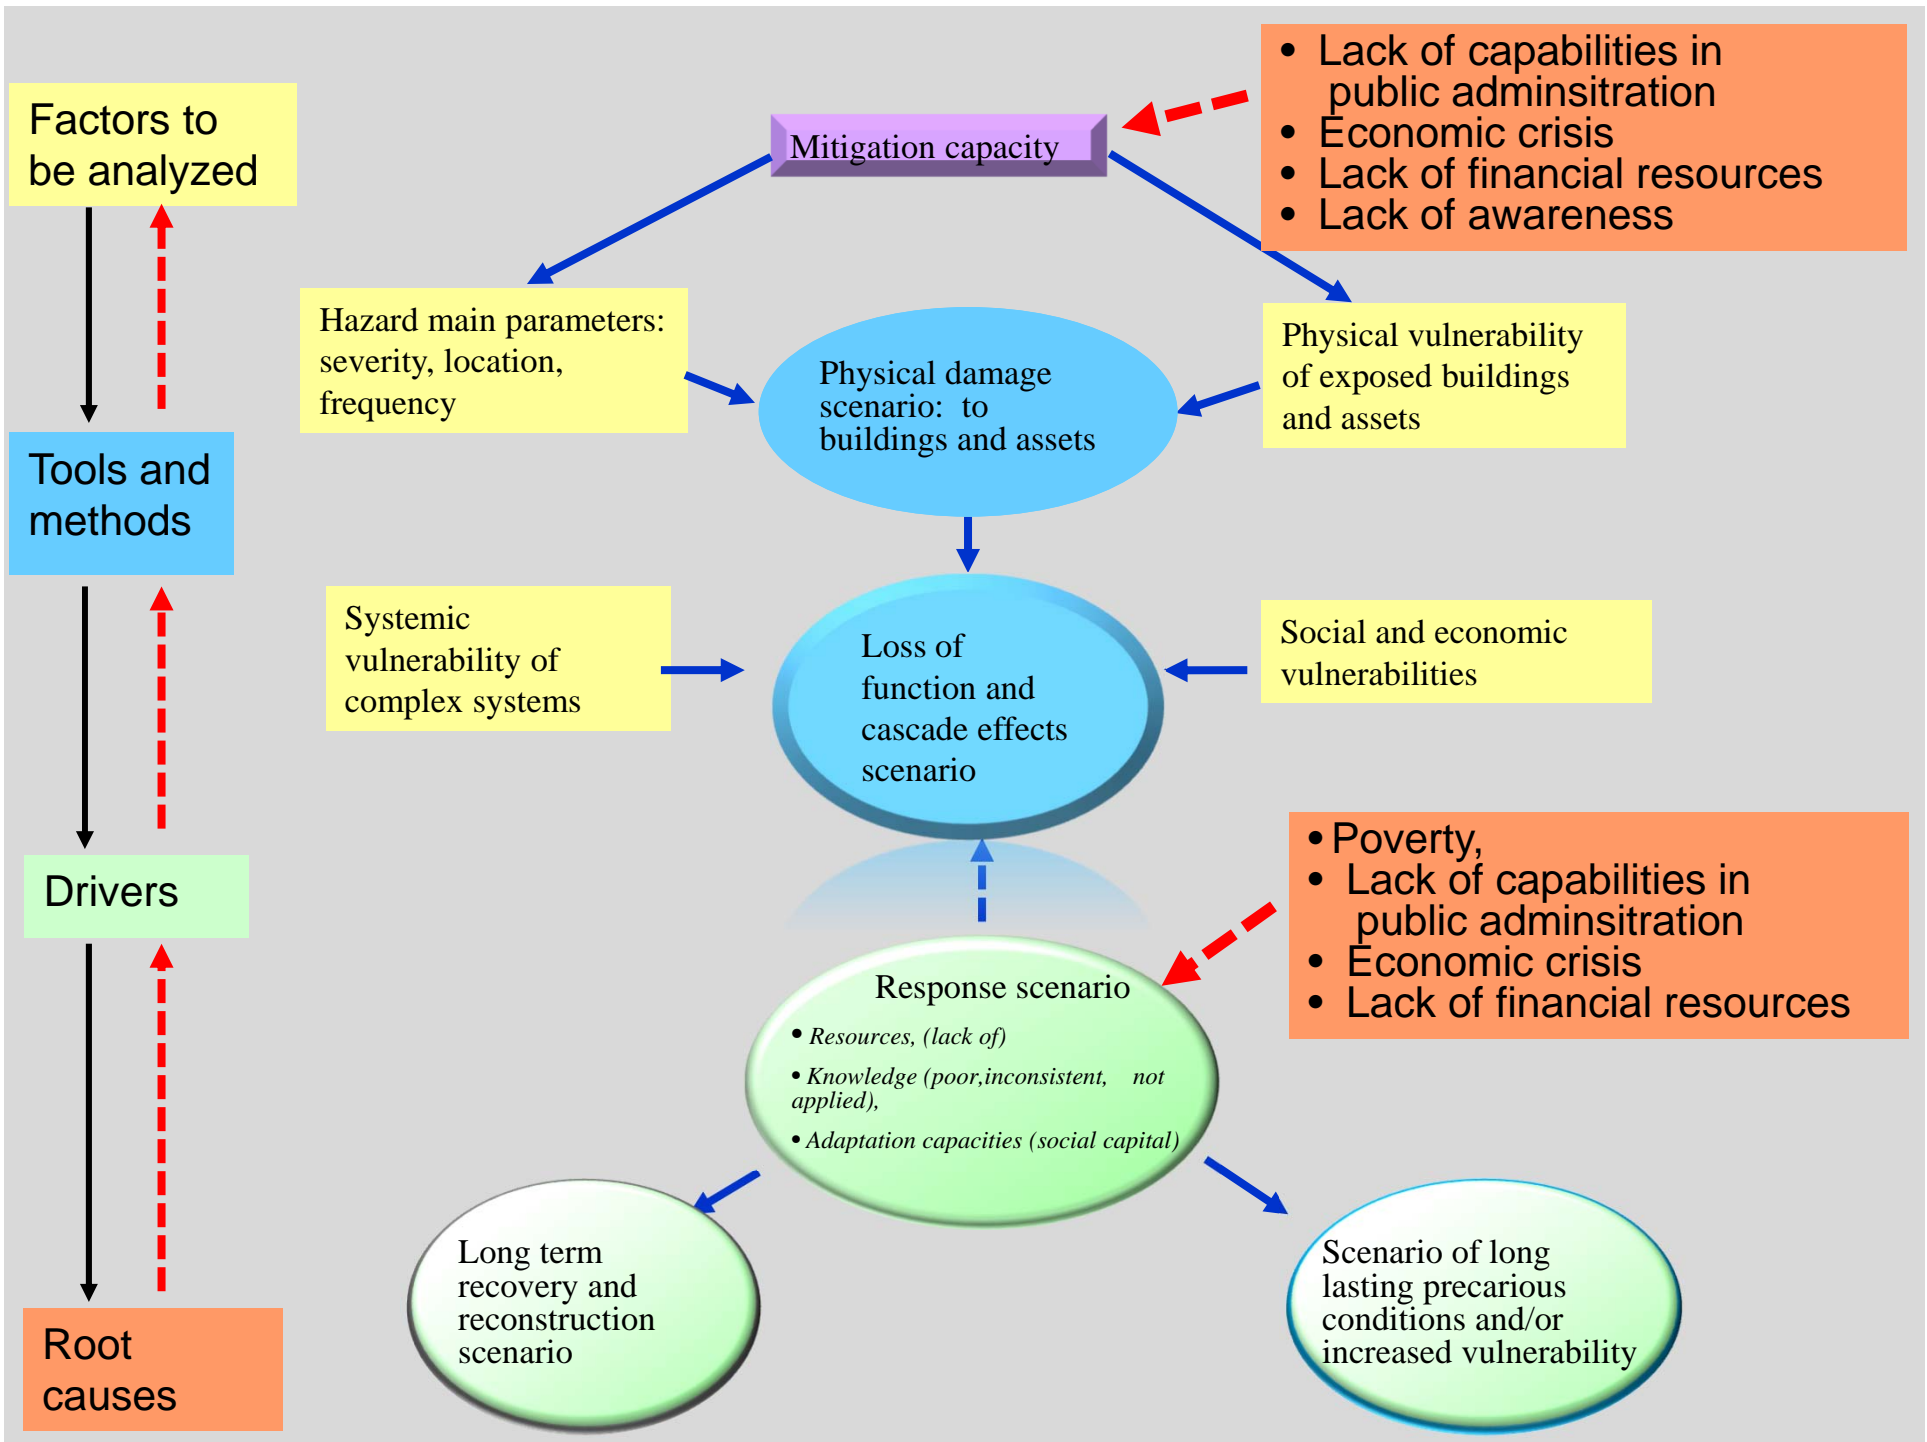 Factors to
be analyzed
Tools and
methods
Drivers
Root
causes
Mitigation capacity
• Lack of capabilities in
public adminsitration
• Economic crisis
• Lack of financial resources
• Lack of awareness
Hazard main parameters:
severity, location,
frequency
Physical damage
scenario: to
buildings and assets
Physical vulnerability
of exposed buildings
and assets
Systemic
vulnerability of
complex systems
Loss of
function and
cascade effects
scenario
Social and economic
vulnerabilities
• Poverty,
• Lack of capabilities in
public adminsitration
• Economic crisis
• Lack of financial resources
Response scenario
• Resources, (lack of)
• Knowledge (poor,inconsistent, not
applied),
• Adaptation capacities (social capital)
Long term
recovery and
reconstruction
scenario
Scenario of long
lasting precarious
conditions and/or
increased vulnerability